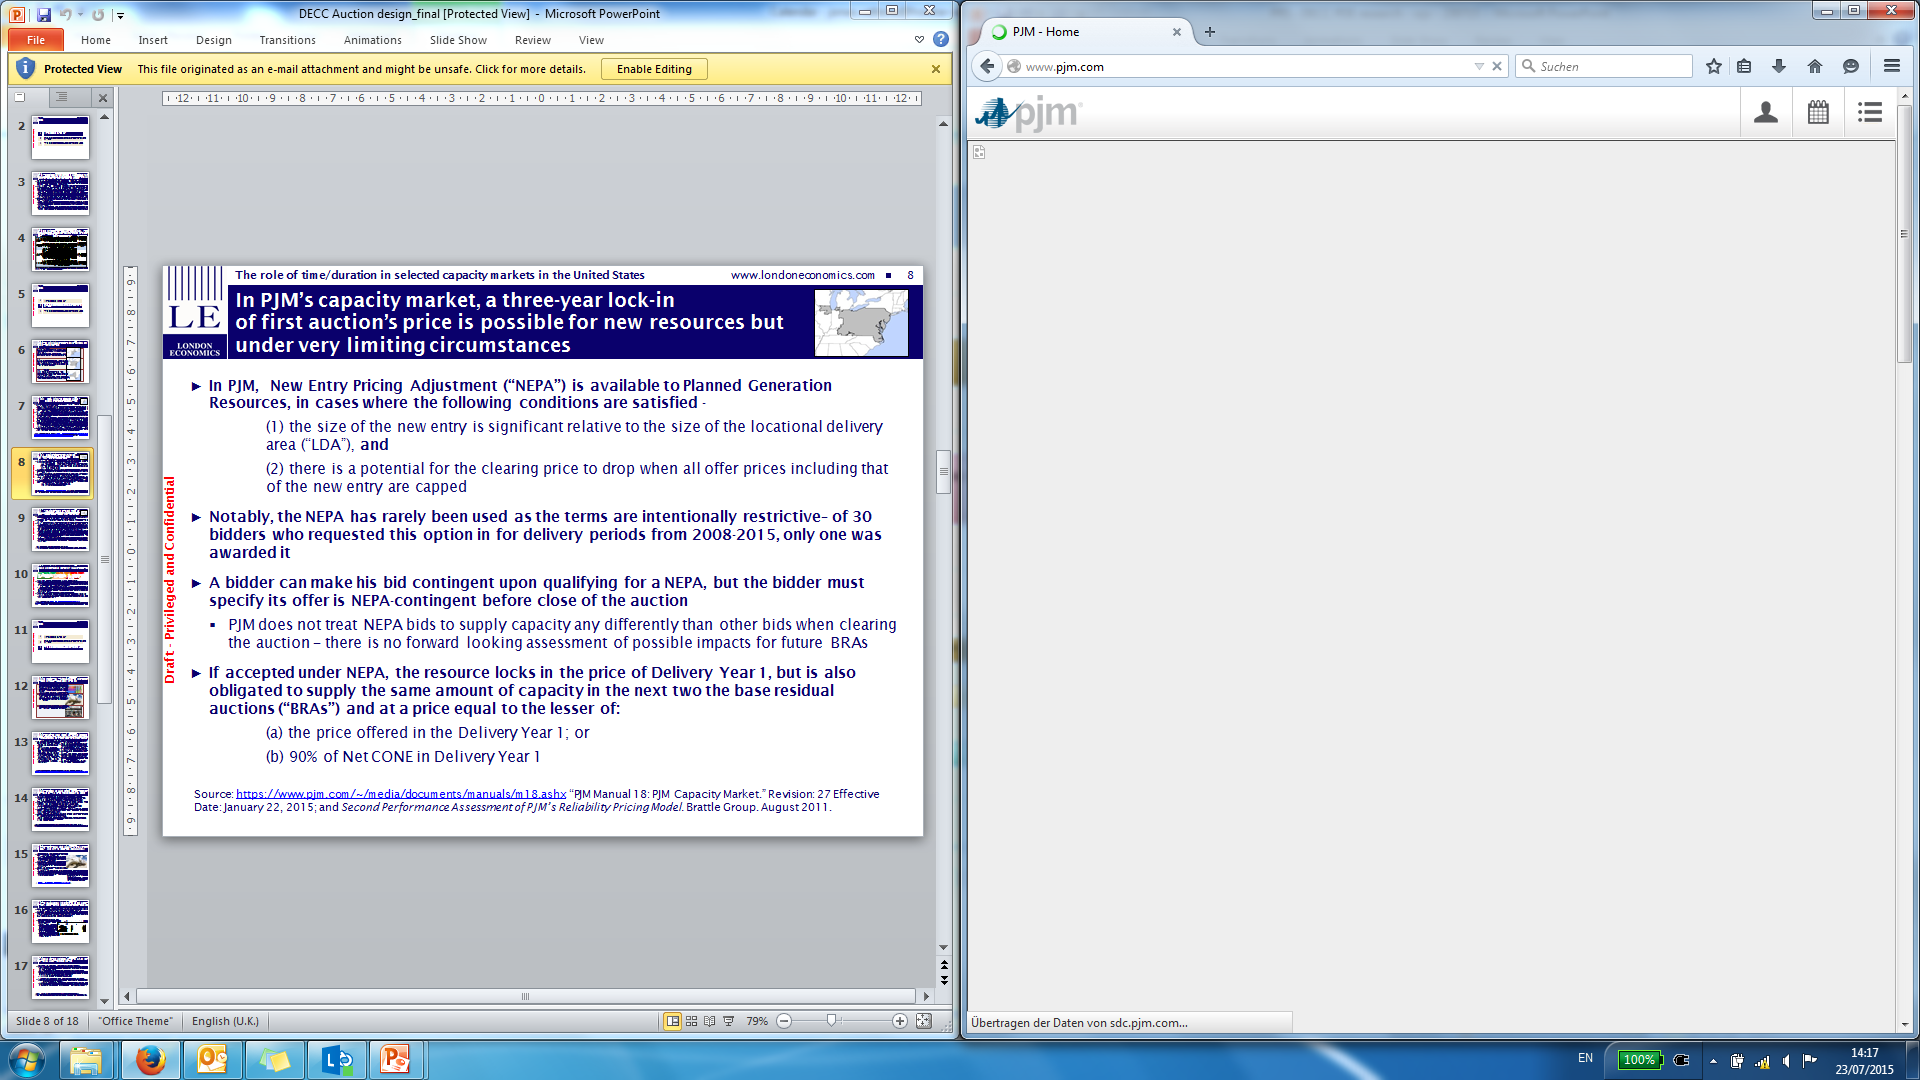 DECC Auction design_final [Protected View] - Microsoft PowerPoint
File Home Insert Design Transitions Animations Slide Show Review View
Protected View This file originated as an e-mail attachment and might be unsafe. Click for more details. Enable Editing
2
3
4
5
6
7
8
9
10
11
12
13
14
15
16
17
The role of time/duration in selected capacity markets in the United States www.londoneconomics.com ■ 8
LE
LONDON
ECONOMICS
In PJM's capacity market, a three-year lock-in
of first auction's price is possible for new resources but
under very limiting circumstances
Draft - Privileged and Confidential
► In PJM, New Entry Pricing Adjustment (“NEPA”) is available to Planned Generation
Resources, in cases where the following conditions are satisfied -
(1) the size of the new entry is significant relative to the size of the locational delivery
area (“LDA”), and
(2) there is a potential for the clearing price to drop when all offer prices including that
of the new entry are capped
► Notably, the NEPA has rarely been used as the terms are intentionally restrictive– of 30
bidders who requested this option in for delivery periods from 2008-2015, only one was
awarded it
► A bidder can make his bid contingent upon qualifying for a NEPA, but the bidder must
specify its offer is NEPA-contingent before close of the auction
▪ PJM does not treat NEPA bids to supply capacity any differently than other bids when clearing
the auction – there is no forward looking assessment of possible impacts for future BRAs
► If accepted under NEPA, the resource locks in the price of Delivery Year 1, but is also
obligated to supply the same amount of capacity in the next two the base residual
auctions (“BRAs”) and at a price equal to the lesser of:
(a) the price offered in the Delivery Year 1; or
(b) 90% of Net CONE in Delivery Year 1
Source: https://www.pjm.com/~/media/documents/manuals/m18.ashx “PJM Manual 18: PJM Capacity Market.” Revision: 27 Effective
Date: January 22, 2015; and Second Performance Assessment of PJM's Reliability Pricing Model. Brattle Group. August 2011.
Slide 8 of 18 "Office Theme" English (U.K.) 79%
PJM - Home
www.pjm.com Suchen
pjm
Übertragen der Daten von sdc.pjm.com...
EN 100% 14:17
23/07/2015